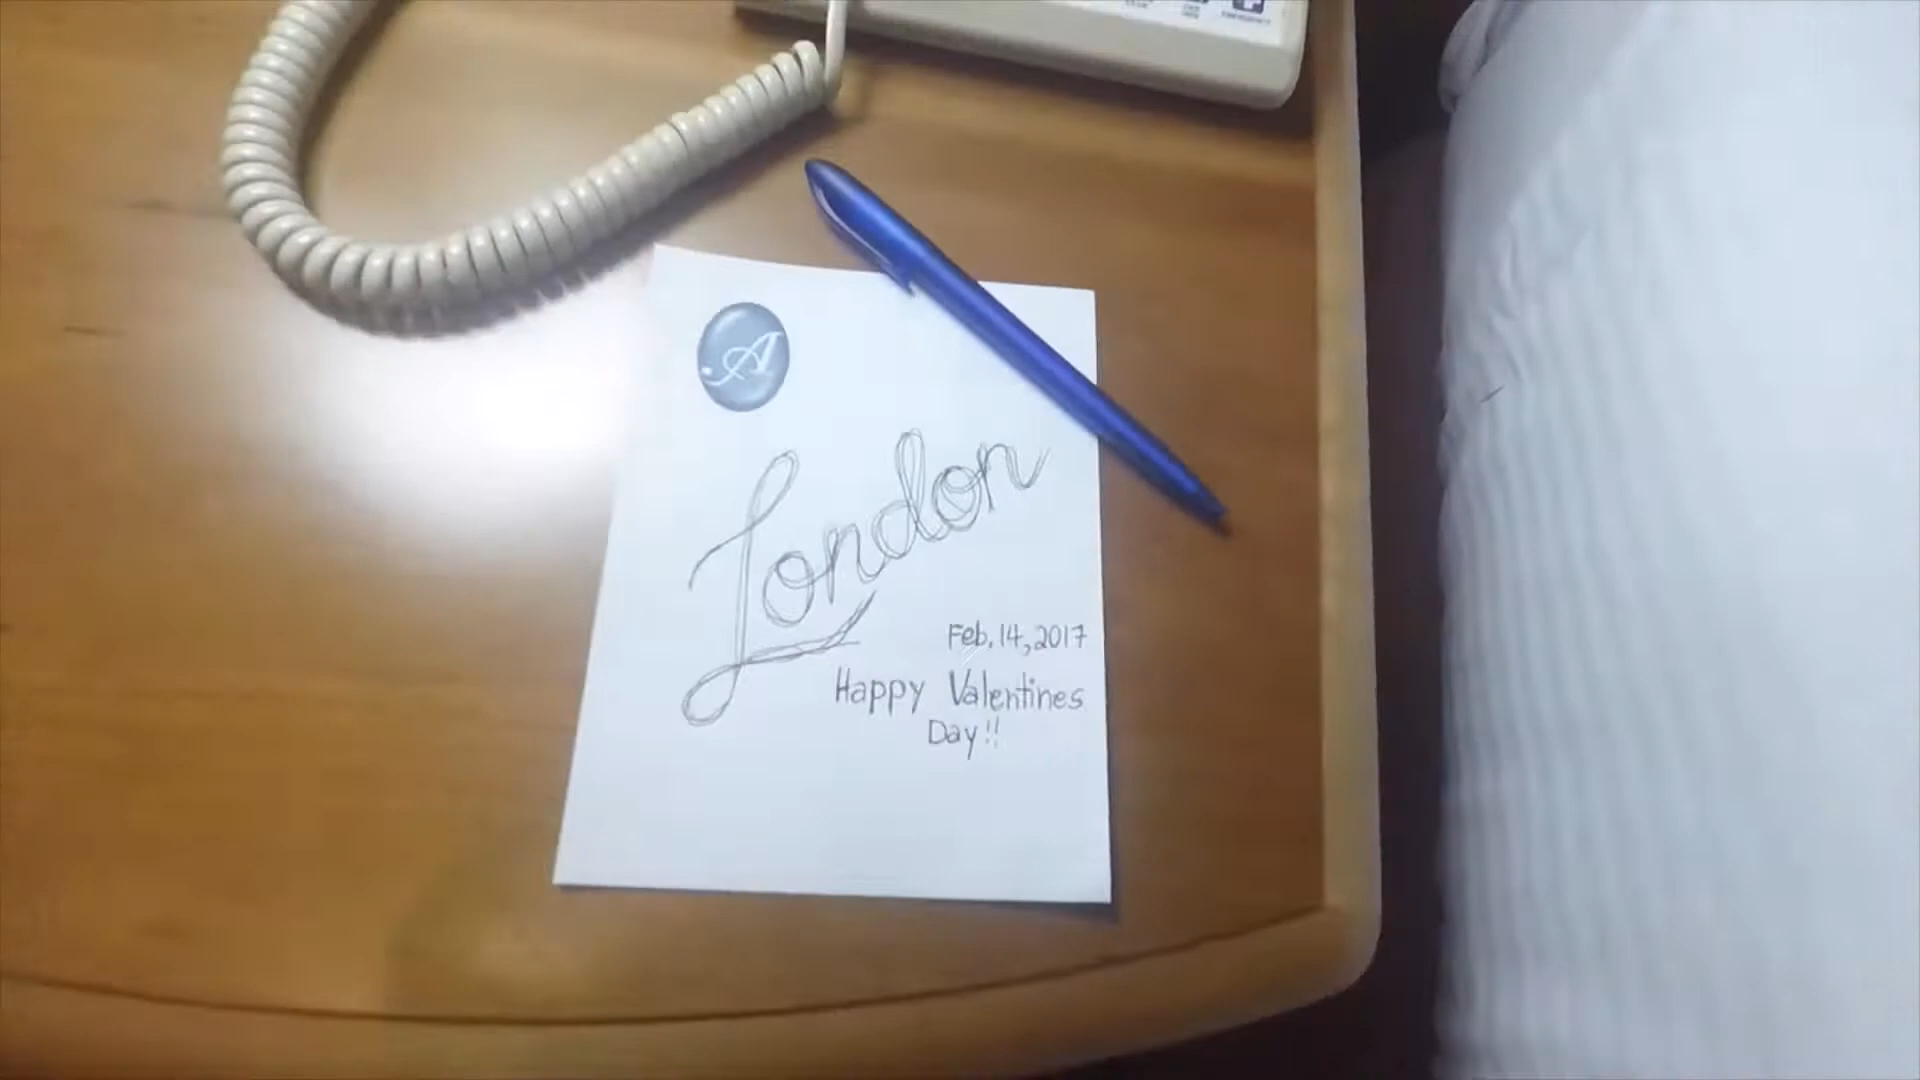 A
London
Feb. 14, 2017
Happy Valentines
Day!!